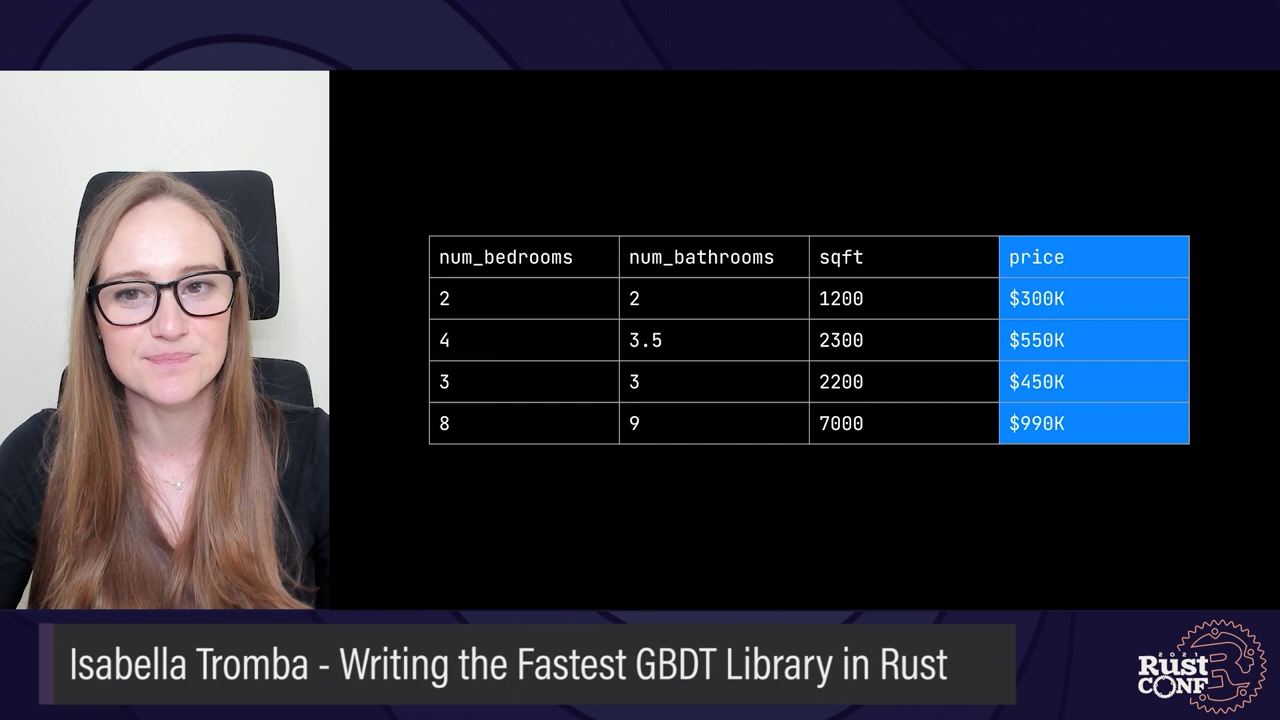 num_bedrooms num_bathrooms sqft price
2 2 1200 $300K
4 3.5 2300 $550K
3 3 2200 $450K
8 9 7000 $990K
Isabella Tromba - Writing the Fastest GBDT Library in Rust
Rust
CONF